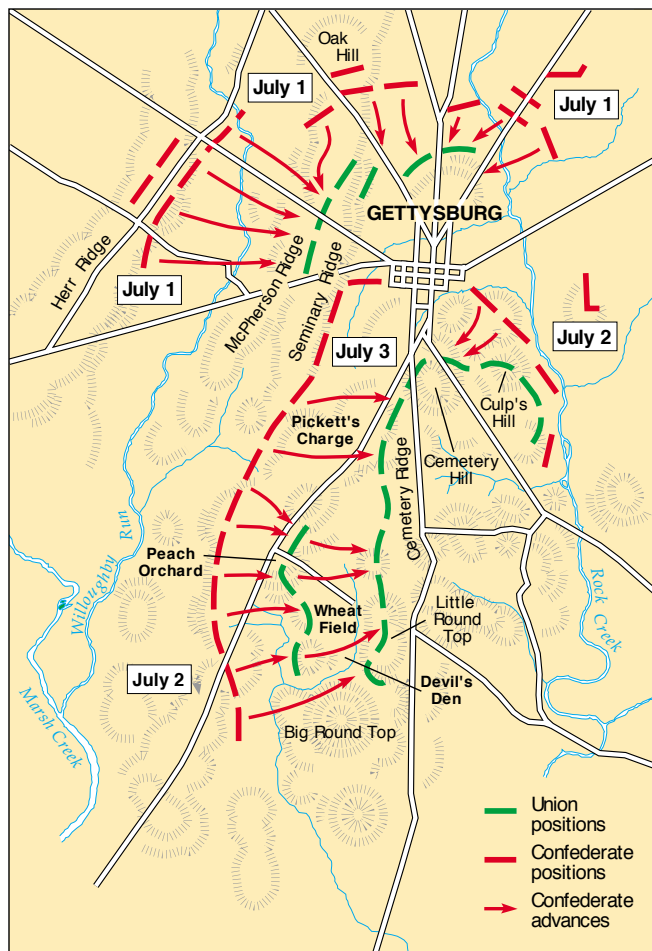 Oak
Hill
July 1
July 1
GETTYSBURG
Herr Ridge
July 1
McPherson Ridge
Seminary Ridge
July 2
July 3
Culp's
Hill
Pickett's
Charge
Cemetery
Hill
Cemetery Ridge
Willoughby Run
Peach
Orchard
Rock Creek
Wheat
Field
Little
Round
Top
July 2
Devil's
Den
Marsh Creek
Big Round Top
Union
positions
Confederate
positions
Confederate
advances